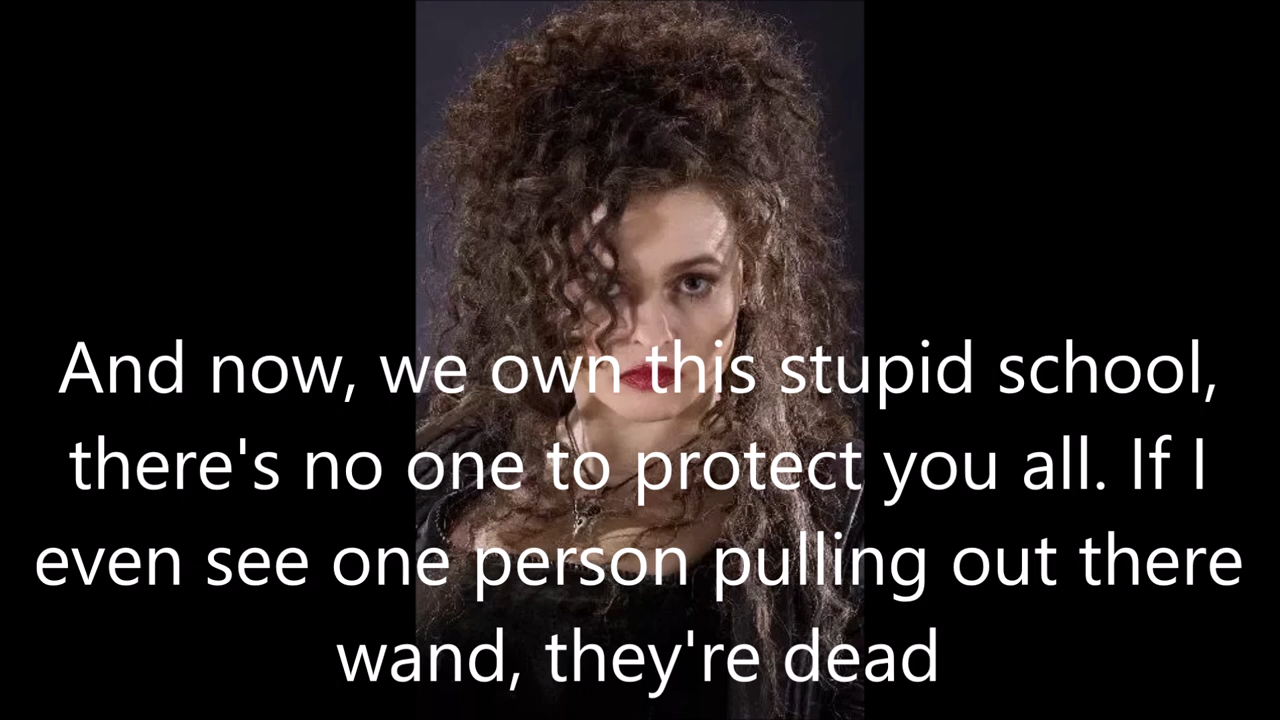 And now, we own this stupid school,
there's no one to protect you all. If I
even see one person pulling out there
wand, they're dead